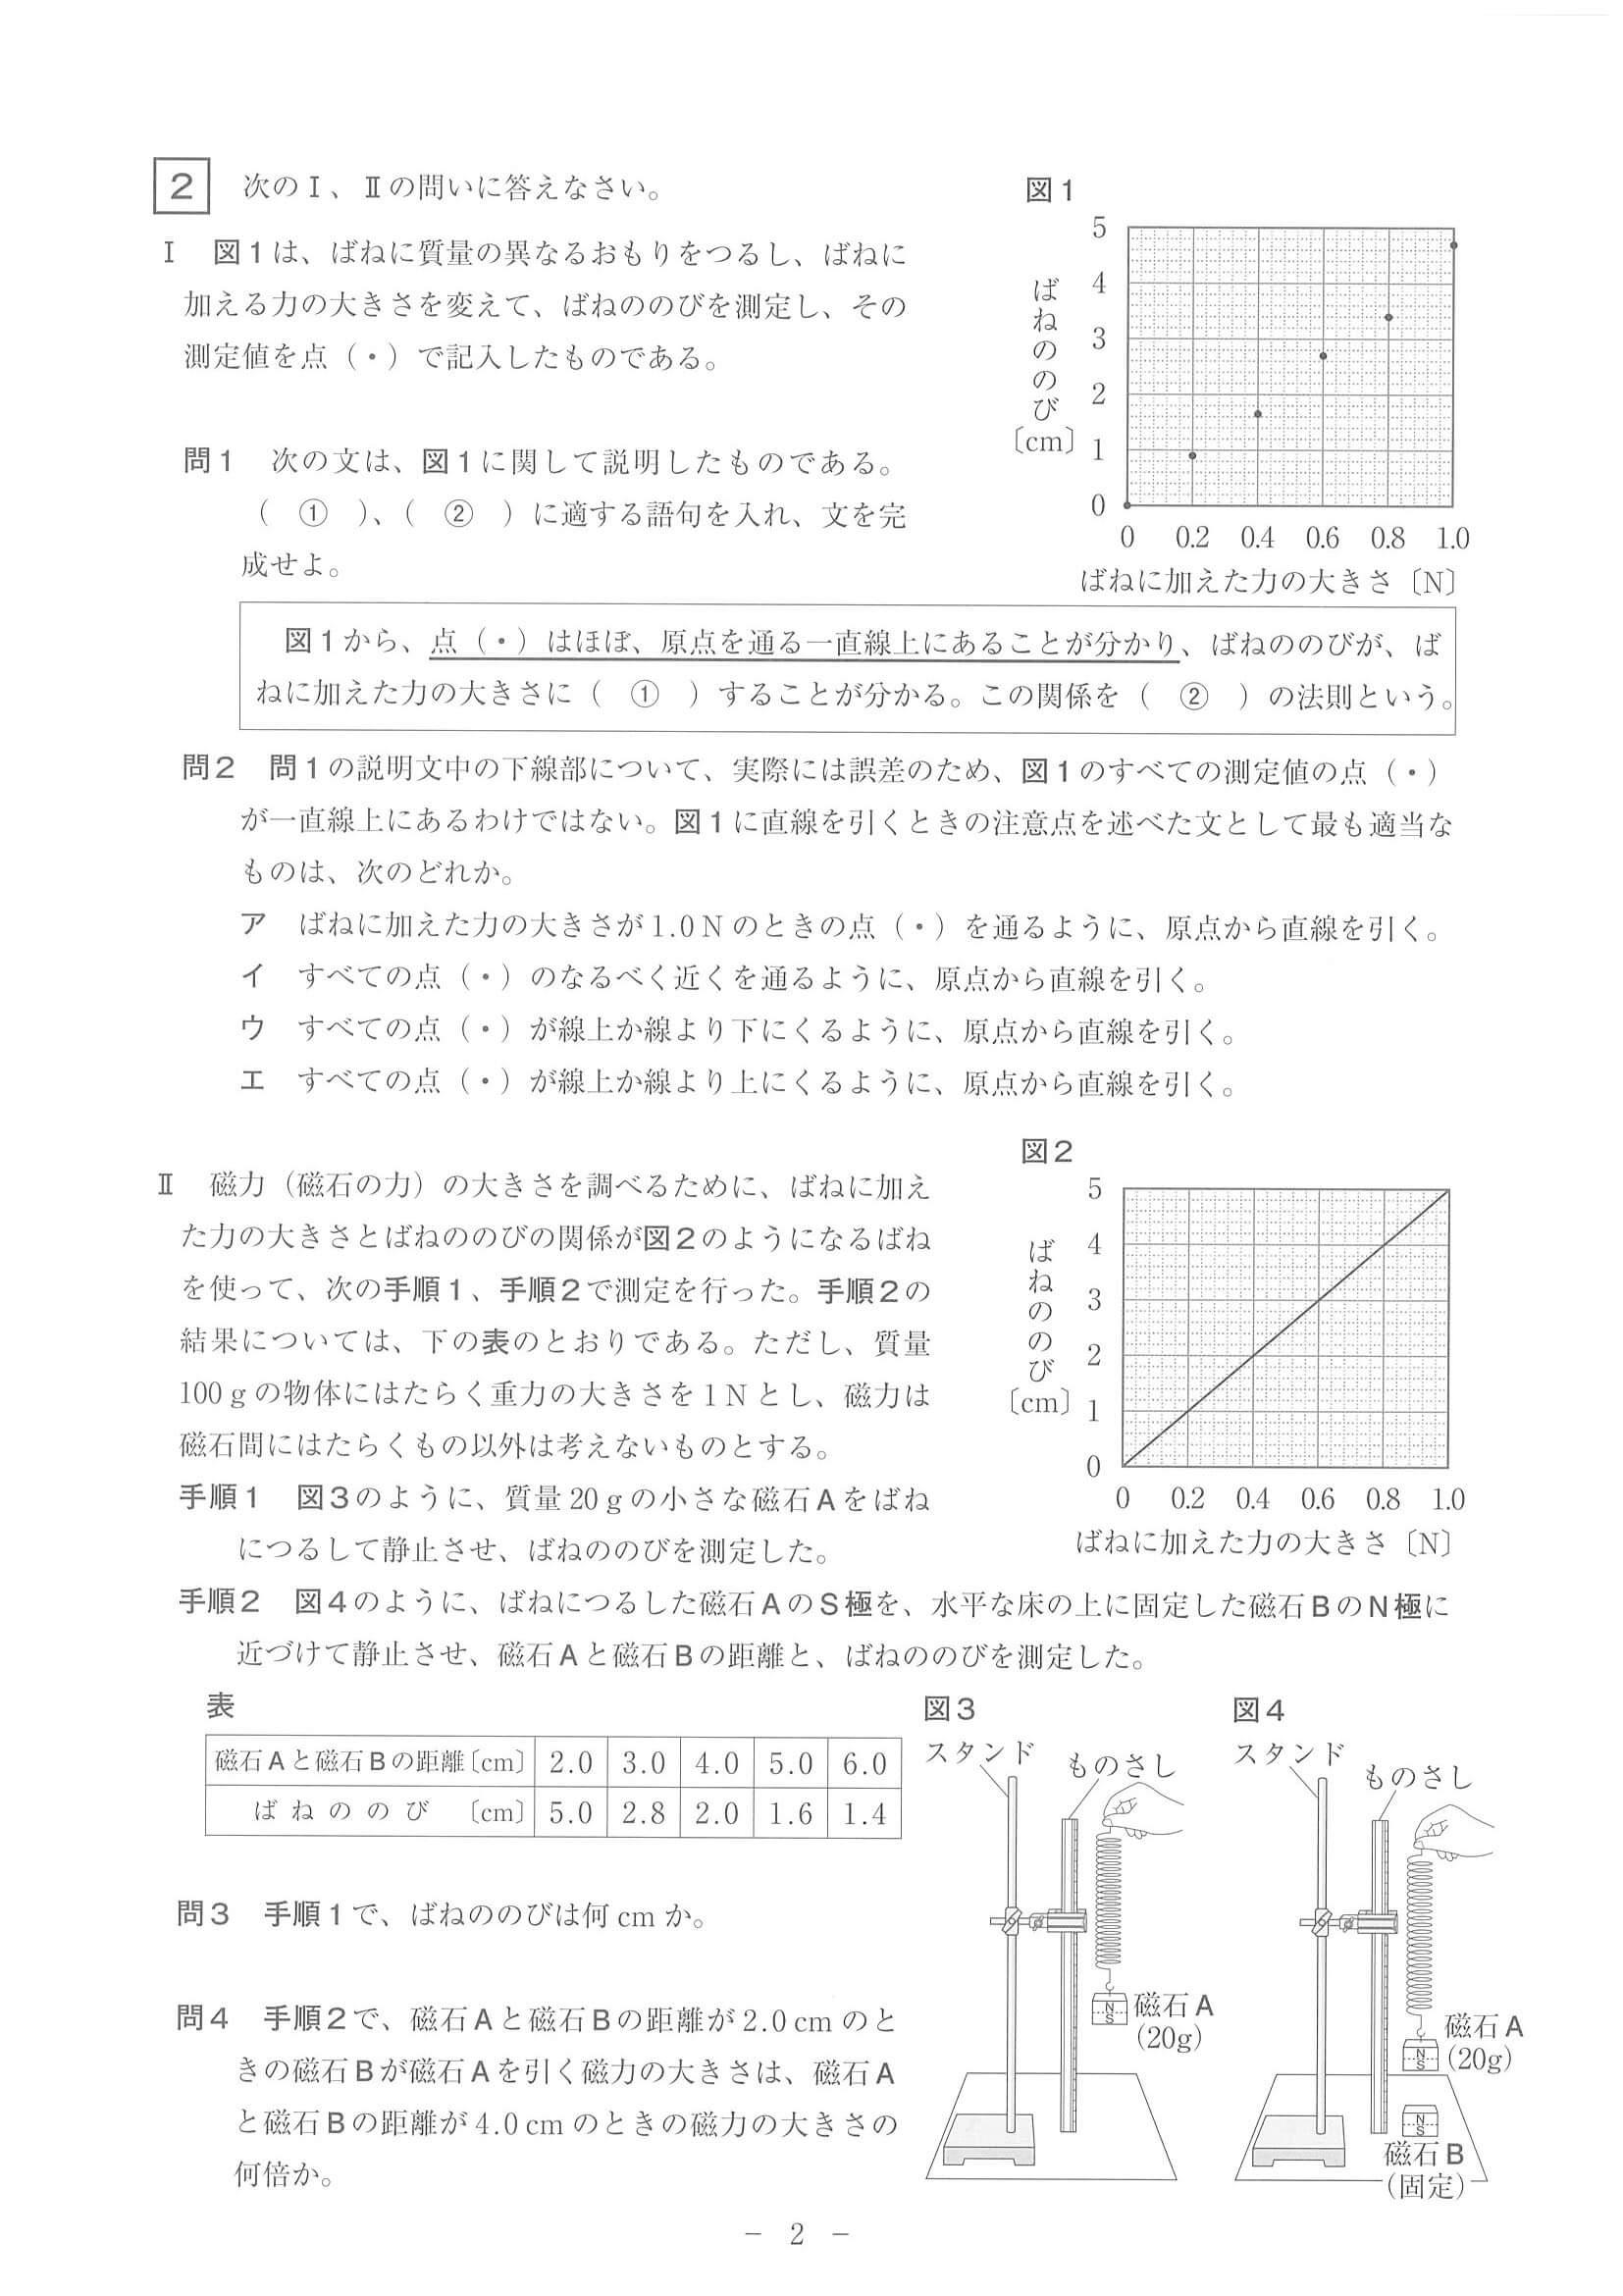 2 次のⅠ、Ⅱの問いに答えなさい。
Ⅰ 図1は、ばねに質量の異なるおもりをつるし、ばねに
加える力の大きさを変えて、ばねののびを測定し、その
測定値を点（・）で記入したものである。
図1
5
4
3
2
1
0
ばねののび
〔cm〕
0 0.2 0.4 0.6 0.8 1.0
ばねに加えた力の大きさ〔N〕
問1 次の文は、図1に関して説明したものである。
（ ① ）、（ ② ）に適する語句を入れ、文を完
成せよ。
図1から、点（・）はほぼ、原点を通る一直線上にあることが分かり、ばねののびが、ば
ねに加えた力の大きさに（ ① ）することが分かる。この関係を（ ② ）の法則という。
問2 問1の説明文中の下線部について、実際には誤差のため、図1のすべての測定値の点（・）
が一直線上にあるわけではない。図1に直線を引くときの注意点を述べた文として最も適当な
ものは、次のどれか。
ア ばねに加えた力の大きさが1.0Nのときの点（・）を通るように、原点から直線を引く。
イ すべての点（・）のなるべく近くを通るように、原点から直線を引く。
ウ すべての点（・）が線上か線より下にくるように、原点から直線を引く。
エ すべての点（・）が線上か線より上にくるように、原点から直線を引く。
Ⅱ 磁力（磁石の力）の大きさを調べるために、ばねに加え
た力の大きさとばねののびの関係が図2のようになるばね
を使って、次の手順1、手順2で測定を行った。手順2の
結果については、下の表のとおりである。ただし、質量
100gの物体にはたらく重力の大きさを1Nとし、磁力は
磁石間にはたらくもの以外は考えないものとする。
図2
5
4
3
2
1
0
ばねののび
〔cm〕
0 0.2 0.4 0.6 0.8 1.0
ばねに加えた力の大きさ〔N〕
手順1 図3のように、質量20gの小さな磁石Aをばね
につるして静止させ、ばねののびを測定した。
手順2 図4のように、ばねにつるした磁石AのS極を、水平な床の上に固定した磁石BのN極に
近づけて静止させ、磁石Aと磁石Bの距離と、ばねののびを測定した。
表
磁石Aと磁石Bの距離〔cm〕 2.0 3.0 4.0 5.0 6.0
ばねののび 〔cm〕 5.0 2.8 2.0 1.6 1.4
図3
スタンド
ものさし
N
S
磁石A
(20g)
図4
スタンド
ものさし
N
S
磁石A
(20g)
N
S
磁石B
(固定)
問3 手順1で、ばねののびは何cmか。
問4 手順2で、磁石Aと磁石Bの距離が2.0cmのと
きの磁石Bが磁石Aを引く磁力の大きさは、磁石A
と磁石Bの距離が4.0cmのときの磁力の大きさの
何倍か。
－ 2 －